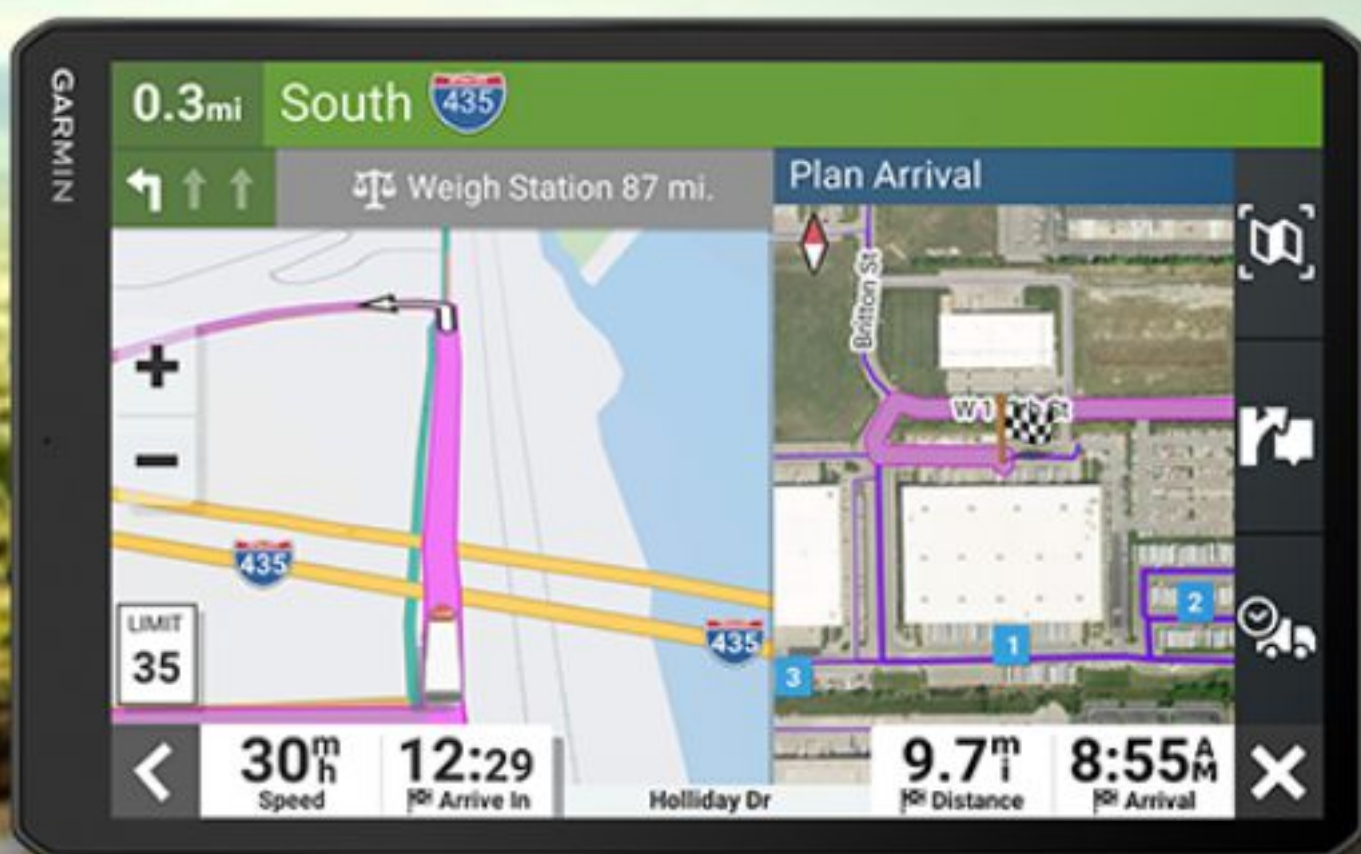 GARMIN
0.3mi
South 435
Weigh Station 87 mi.
Plan Arrival
Britton St
435
435
LIMIT
35
1
2
3
30mh
Speed
12:29
Arrive In
Holliday Dr
9.7mi
Distance
8:55AM
Arrival